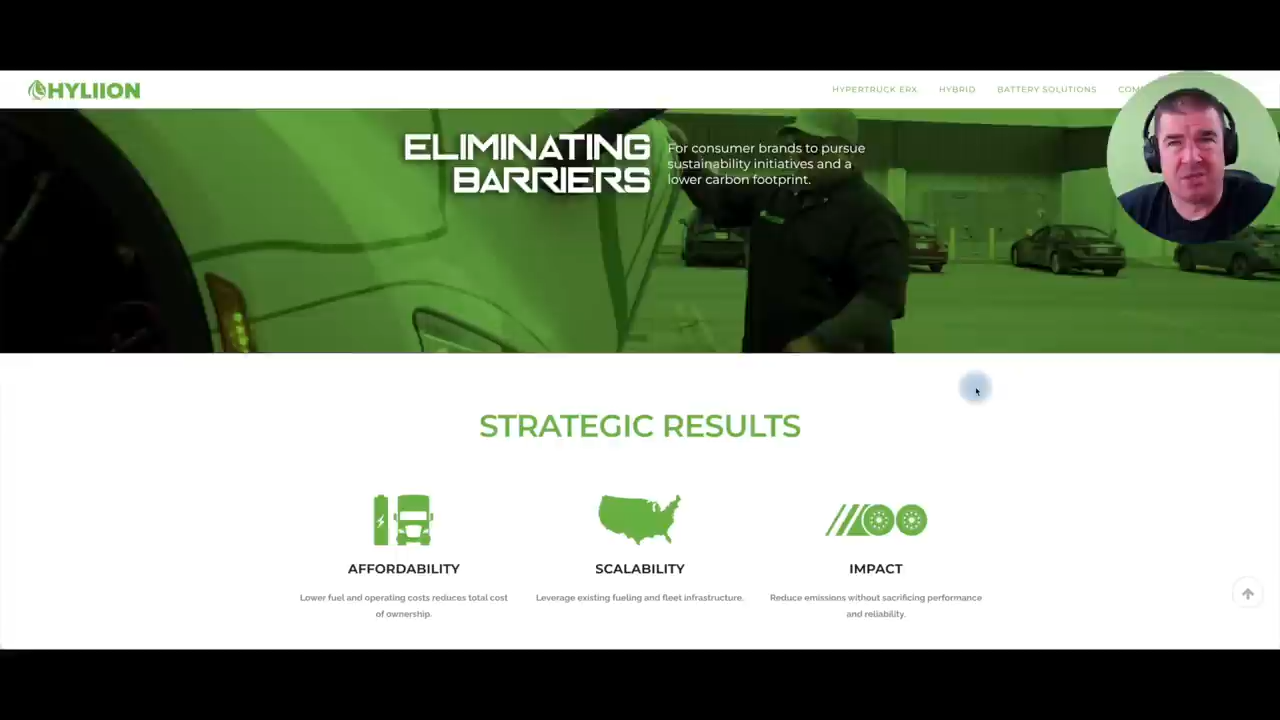 HYLIION
HYPERTRUCK ERX HYBRID BATTERY SOLUTIONS
ELIMINATING
BARRIERS
For consumer brands to pursue
sustainability initiatives and a
lower carbon footprint.
STRATEGIC RESULTS
AFFORDABILITY
Lower fuel and operating costs reduces total cost
of ownership.
SCALABILITY
Leverage existing fueling and fleet infrastructure.
IMPACT
Reduce emissions without sacrificing performance
and reliability.